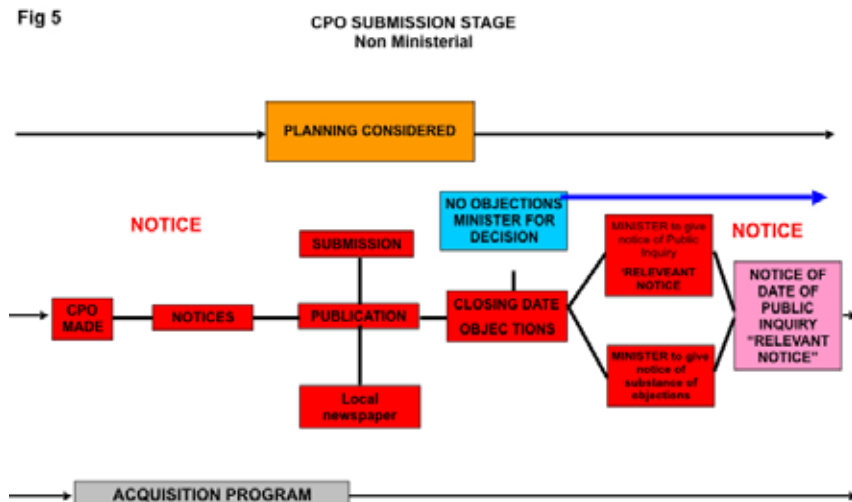 Fig 5
CPO SUBMISSION STAGE
Non Ministerial
PLANNING CONSIDERED
NOTICE
NO OBJECTIONS
MINISTER FOR
DECISION
SUBMISSION
MINISTER to give
notice of Public
Inquiry
'RELEVEANT
NOTICE
NOTICE
CPO
MADE
NOTICES
PUBLICATION
CLOSING DATE
OBJEC TIONS
NOTICE OF
DATE OF
PUBLIC
INQUIRY
"RELEVANT
NOTICE"
Local
newspaper
MINISTER to give
notice of
substance of
objections
ACQUISITION PROGRAM